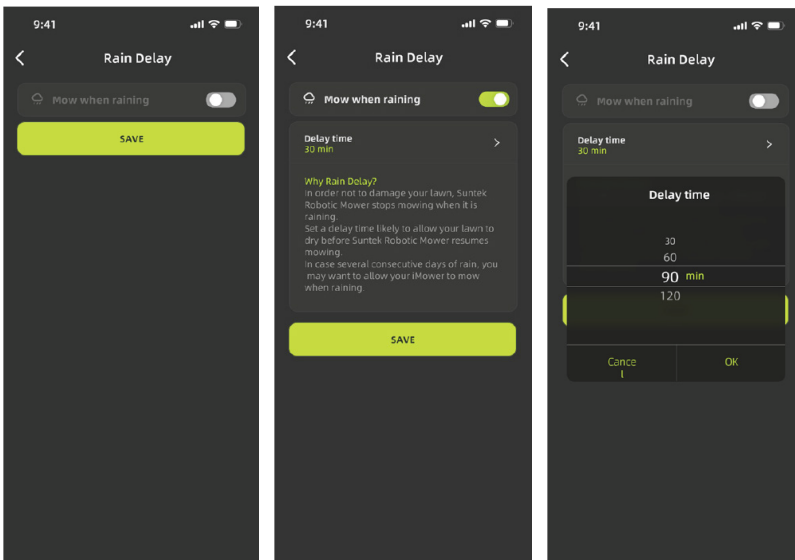 9:41
Rain Delay
Mow when raining
SAVE
9:41
Rain Delay
Mow when raining
Delay time
30 min
Why Rain Delay?
In order not to damage your lawn, Suntek
Robotic Mower stops mowing when it is
raining.
Set a delay time likely to allow your lawn to
dry before Suntek Robotic Mower resumes
mowing.
In case several consecutive days of rain, you
may want to allow your iMower to mow
when raining.
SAVE
9:41
Rain Delay
Mow when raining
Delay time
30 min
Delay time
30
60
90 min
120
Cance
l
OK